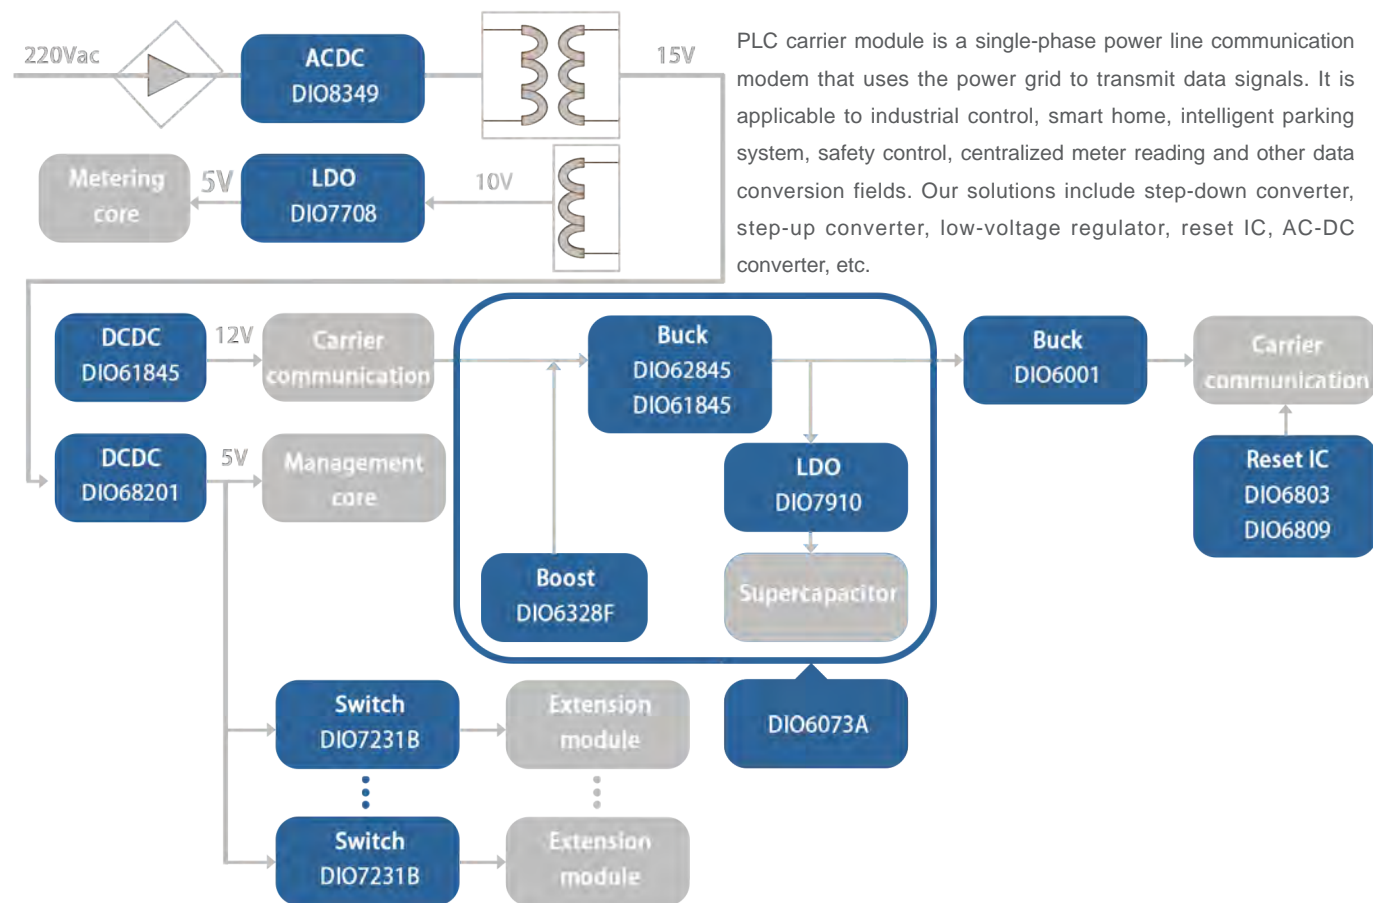 220Vac
ACDC
DIO8349
15V
PLC carrier module is a single-phase power line communication
modem that uses the power grid to transmit data signals. It is
applicable to industrial control, smart home, intelligent parking
system, safety control, centralized meter reading and other data
conversion fields. Our solutions include step-down converter,
step-up converter, low-voltage regulator, reset IC, AC-DC
converter, etc.
Metering
core
5V
LDO
DIO7708
10V
DCDC
DIO61845
12V
Carrier
communication
Buck
DIO62845
DIO61845
Buck
DIO6001
Carrier
communication
DCDC
DIO68201
5V
Management
core
LDO
DIO7910
Reset IC
DIO6803
DIO6809
Boost
DIO6328F
Supercapacitor
DIO6073A
Switch
DIO7231B
Extension
module
Switch
DIO7231B
Extension
module